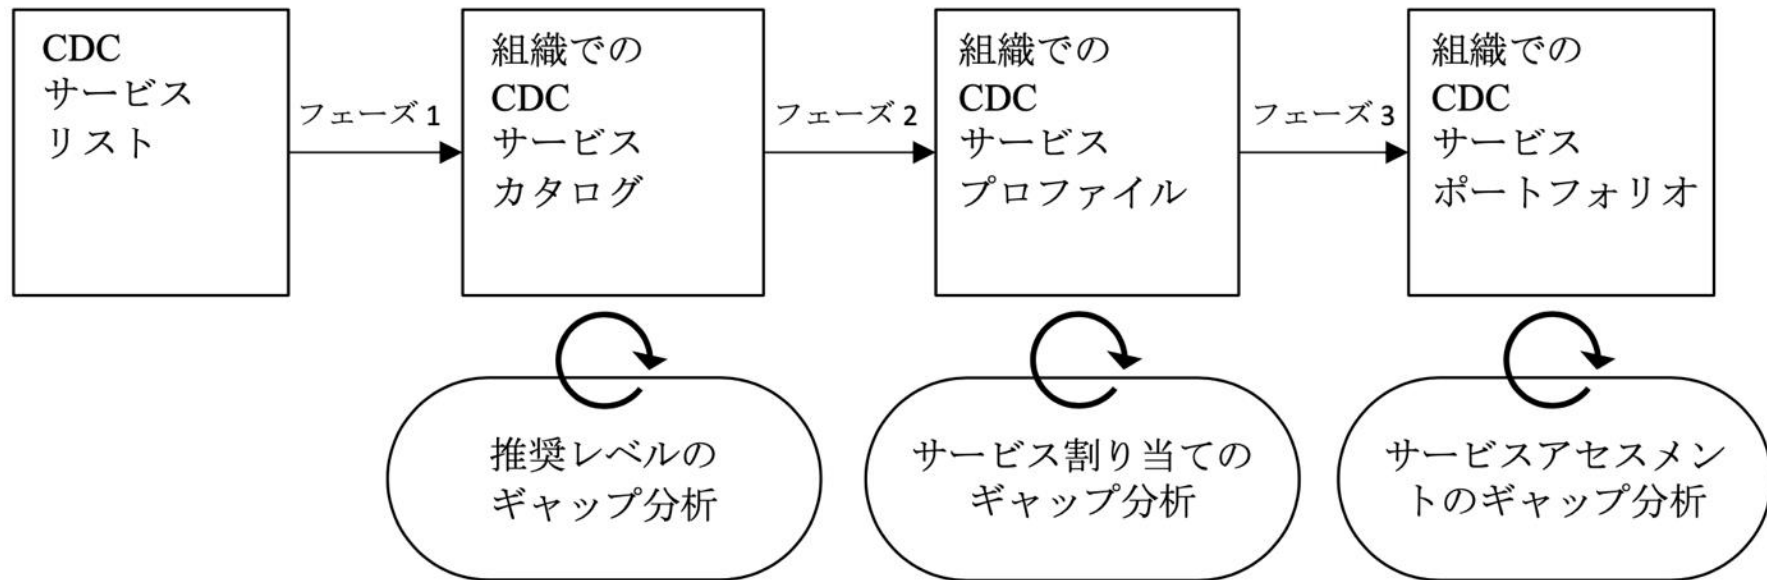 CDC
サービス
リスト
フェーズ 1
組織での
CDC
サービス
カタログ
フェーズ 2
組織での
CDC
サービス
プロファイル
フェーズ 3
組織での
CDC
サービス
ポートフォリオ
推奨レベルの
ギャップ分析
サービス割り当ての
ギャップ分析
サービスアセスメン
トのギャップ分析